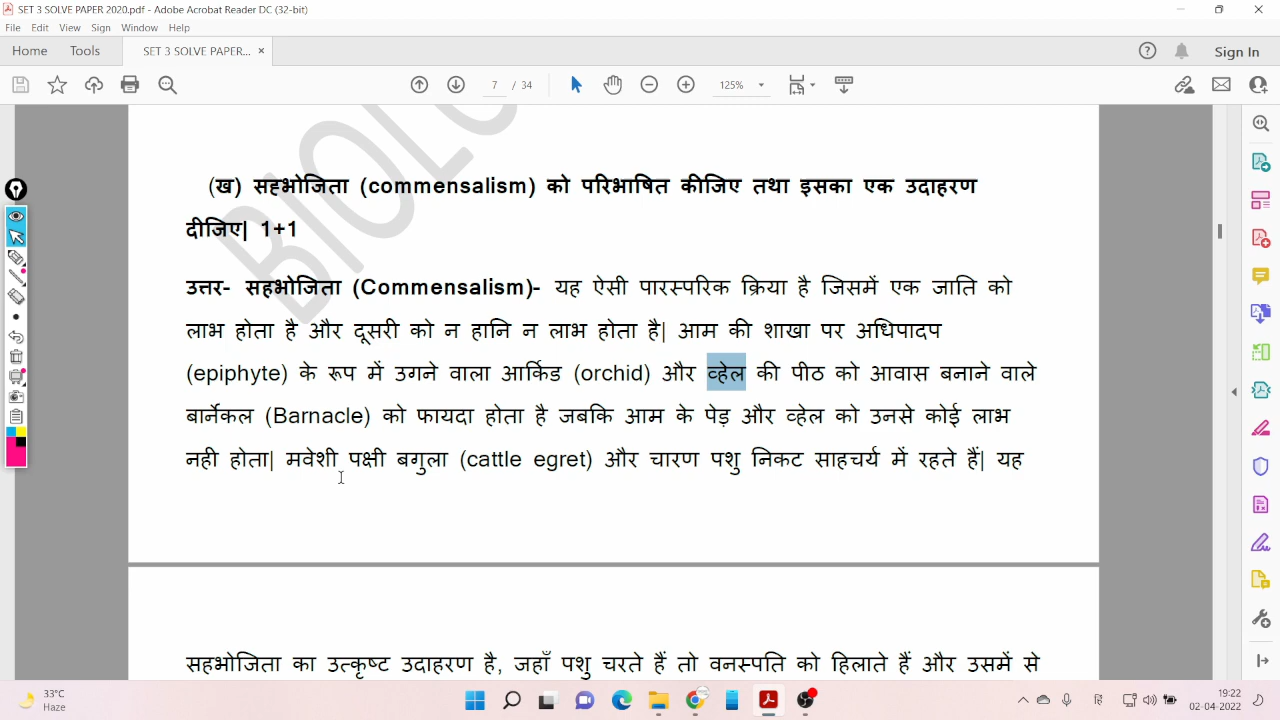 SET 3 SOLVE PAPER 2020.pdf - Adobe Acrobat Reader DC (32-bit)
File Edit View Sign Window Help
Home Tools SET 3 SOLVE PAPER... × Sign In
7 / 34 125%
BIOLO
(ख) सह्भोजिता (commensalism) को परिभाषित कीजिए तथा इसका एक उदाहरण
दीजिए| 1+1
उत्तर- सहभोजिता (Commensalism)- यह ऐसी पारस्परिक क्रिया है जिसमें एक जाति को
लाभ होता है और दूसरी को न हानि न लाभ होता है| आम की शाखा पर अधिपादप
(epiphyte) के रूप में उगने वाला आर्किड (orchid) और व्हेल की पीठ को आवास बनाने वाले
बार्नेकल (Barnacle) को फायदा होता है जबकि आम के पेड़ और व्हेल को उनसे कोई लाभ
नही होता| मवेशी पक्षी बगुला (cattle egret) और चारण पशु निकट साहचर्य में रहते हैं| यह
सहभोजिता का उत्कृष्ट उदाहरण है, जहाँ पशु चरते हैं तो वनस्पति को हिलाते हैं और उसमें से
33°C
Haze
19:22
02-04-2022